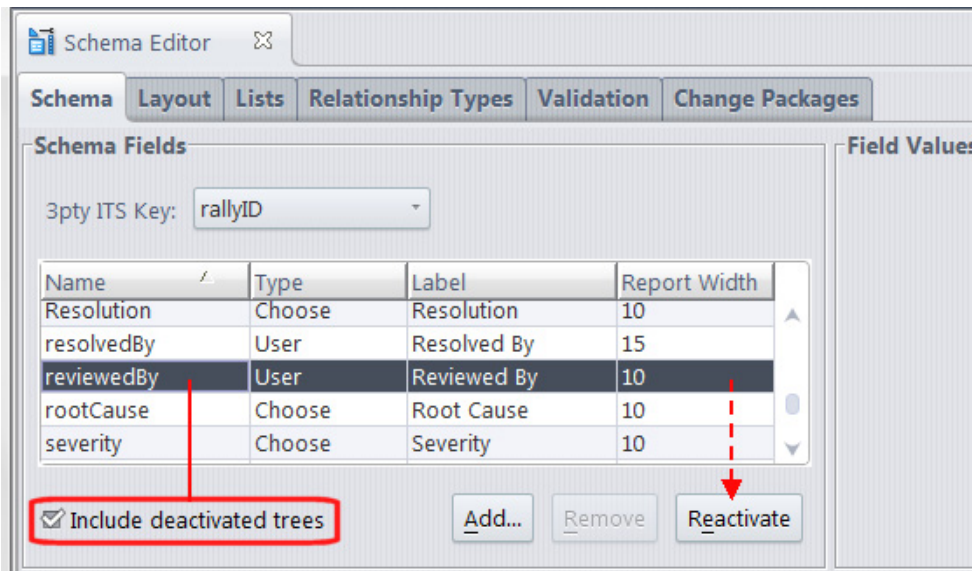 Schema Editor
Schema Layout Lists Relationship Types Validation Change Packages
Schema Fields Field Values
3pty ITS Key: rallyID
Name Type Label Report Width
Resolution Choose Resolution 10
resolvedBy User Resolved By 15
reviewedBy User Reviewed By 10
rootCause Choose Root Cause 10
severity Choose Severity 10
Include deactivated trees Add... Remove Reactivate